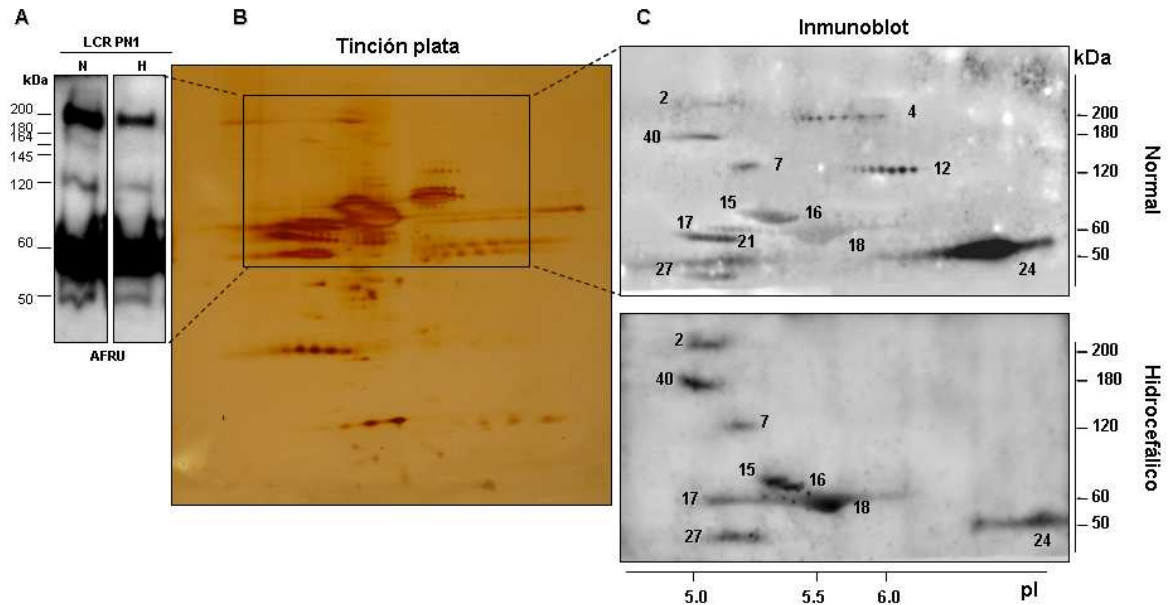 A
LCR PN1
N H
kDa
200
180
164
145
120
60
50
AFRU
B
Tinción plata
C
Inmunoblot
kDa
2
4
200
40
180
7
12
120
15
16
17
21
18
60
50
27
24
Normal
2
200
40
180
7
120
15
16
17
18
60
50
27
24
Hidrocefálico
5.0 5.5 6.0 pI